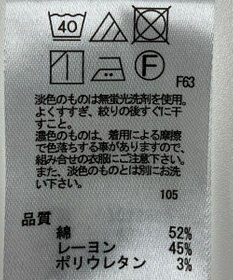 40
F
F63
淡色のものは無蛍光洗剤を使用。
よくすすぎ、絞りの後すぐに干
すこと。
濃色のものは、着用による摩擦
で色落ちする事がありますので、
組み合せの衣服にご注意下さい。
また、淡色のものとは別にお洗
い下さい。
105
品質
綿 52%
レーヨン 45%
ポリウレタン 3%